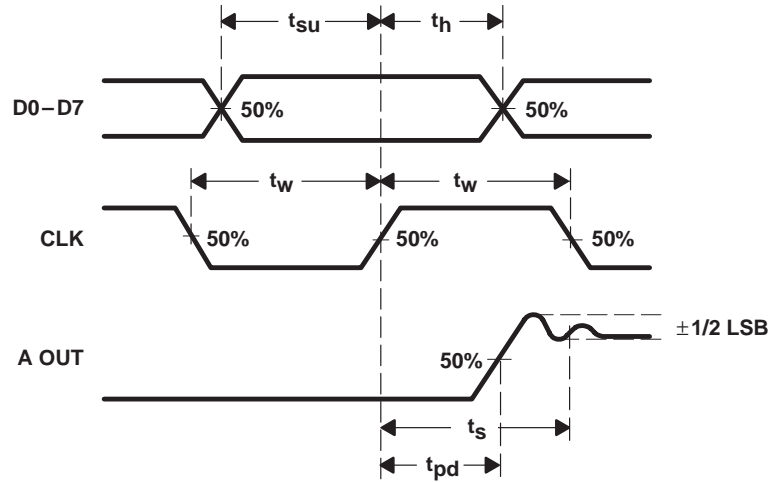 tsu th
D0–D7 50% 50%
tw tw
CLK 50% 50% 50%
±1/2 LSB
A OUT 50%
ts
tpd